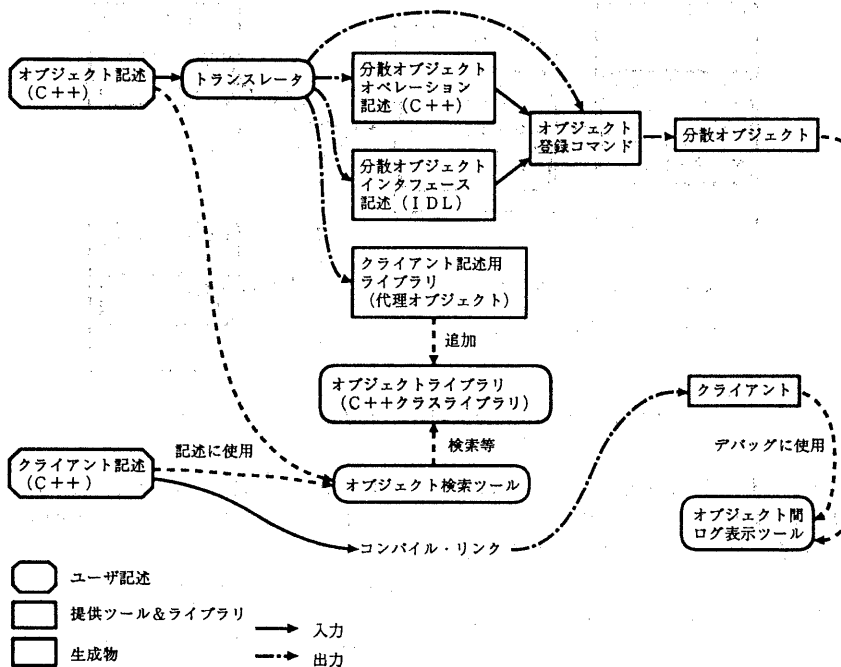 オブジェクト記述
(C++)
トランスレータ
分散オブジェクト
オペレーション
記述(C++)
オブジェクト
登録コマンド
分散オブジェクト
分散オブジェクト
インタフェース
記述(IDL)
クライアント記述用
ライブラリ
(代理オブジェクト)
追加
オブジェクトライブラリ
(C++クラスライブラリ)
クライアント
検索等
デバッグに使用
記述に使用
クライアント記述
(C++)
オブジェクト検索ツール
オブジェクト間
ログ表示ツール
コンパイル・リンク
ユーザ記述
提供ツール&ライブラリ
入力
生成物
出力